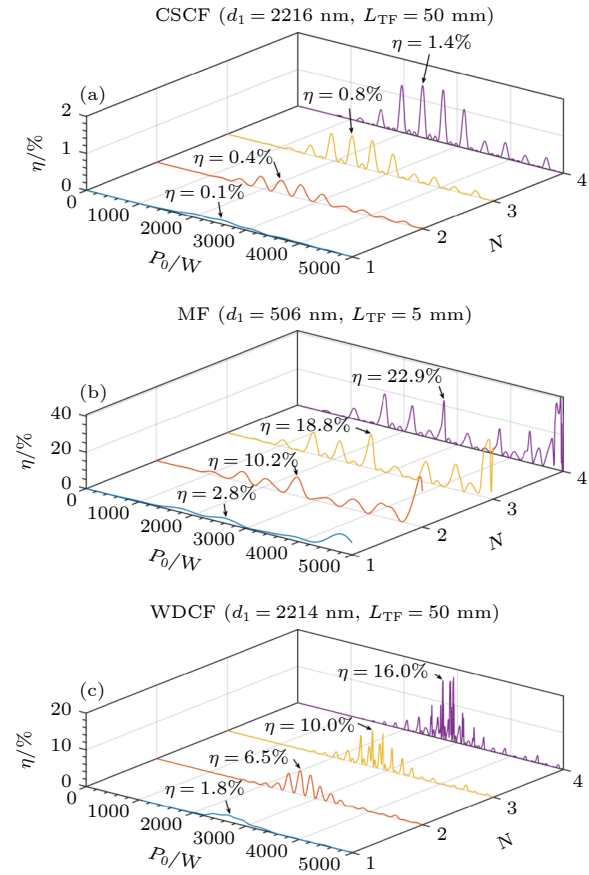 CSCF (d₁ = 2216 nm, L_TF = 50 mm)
(a)
η = 1.4%
η = 0.8%
η = 0.4%
η = 0.1%
η/%
2
1
0
0
1000
2000
3000
4000
5000
P₀/W
1
2
3
4
N
MF (d₁ = 506 nm, L_TF = 5 mm)
(b)
η = 22.9%
η = 18.8%
η = 10.2%
η = 2.8%
η/%
40
20
0
0
1000
2000
3000
4000
5000
P₀/W
1
2
3
4
N
WDCF (d₁ = 2214 nm, L_TF = 50 mm)
(c)
η = 16.0%
η = 10.0%
η = 6.5%
η = 1.8%
η/%
20
10
0
0
1000
2000
3000
4000
5000
P₀/W
1
2
3
4
N